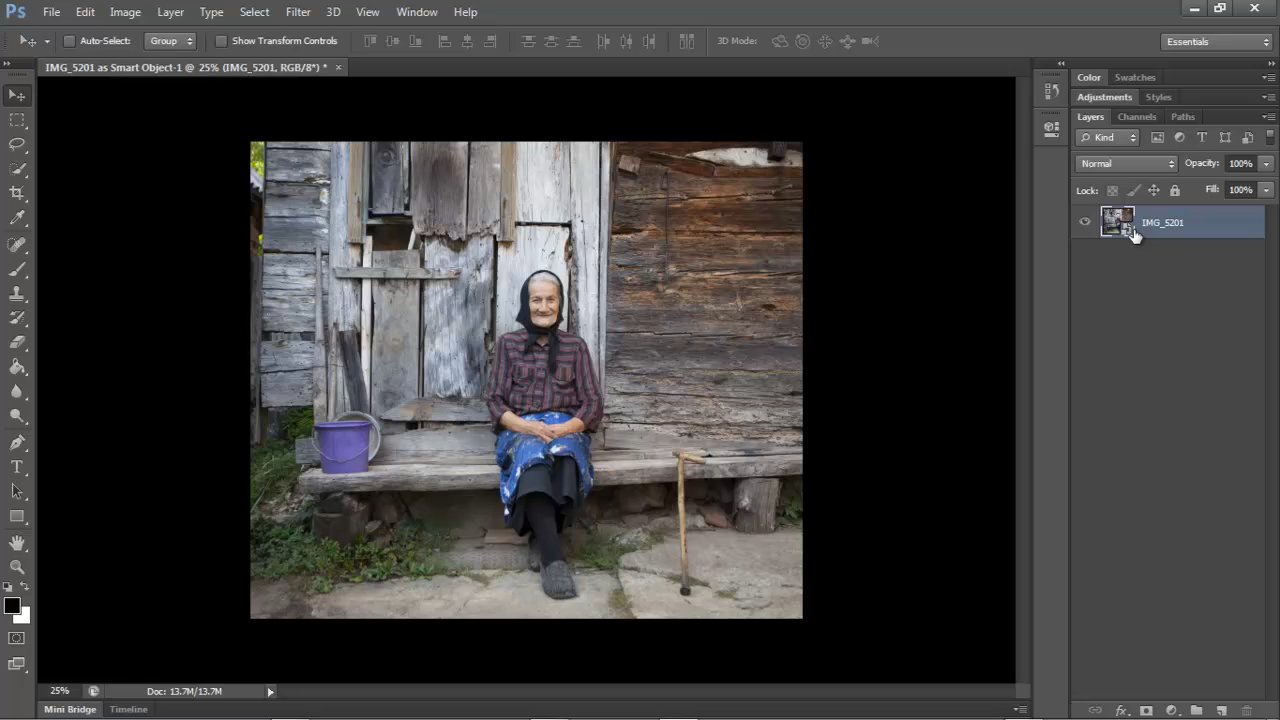 Ps File Edit Image Layer Type Select Filter 3D View Window Help
Auto-Select: Group Show Transform Controls 3D Mode: Essentials
IMG_5201 as Smart Object-1 @ 25% (IMG_5201, RGB/8*) * ×
Color Swatches
Adjustments Styles
Layers Channels Paths
Kind T
Normal Opacity: 100%
Lock: Fill: 100%
IMG_5201
T
25% Doc: 13.7M/13.7M
Mini Bridge Timeline
fx